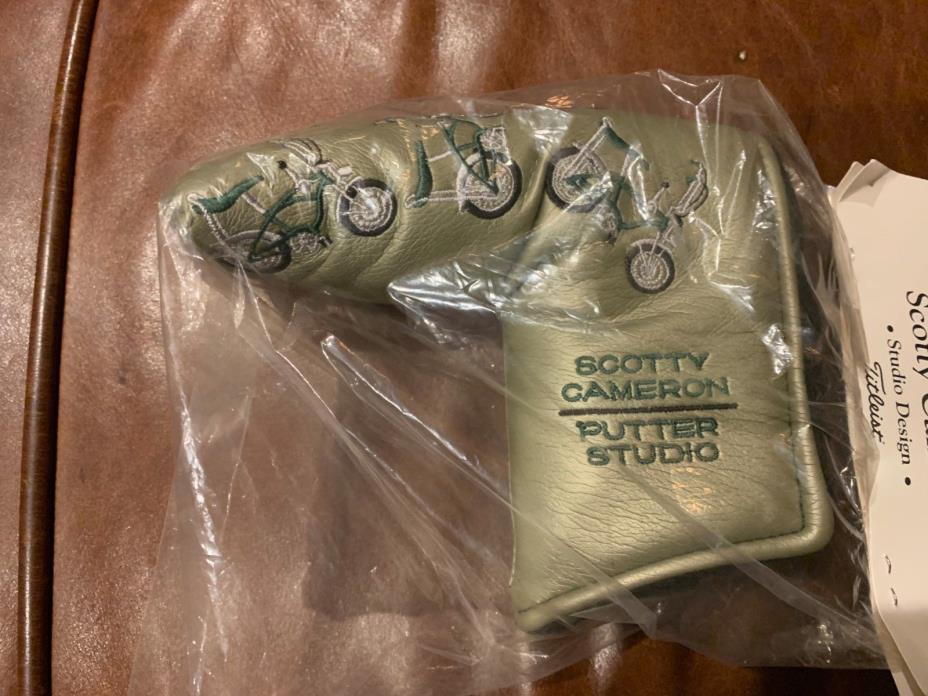 SCOTTY
CAMERON
PUTTER
STUDIO
Scotty
• Studio Design •
Titleist